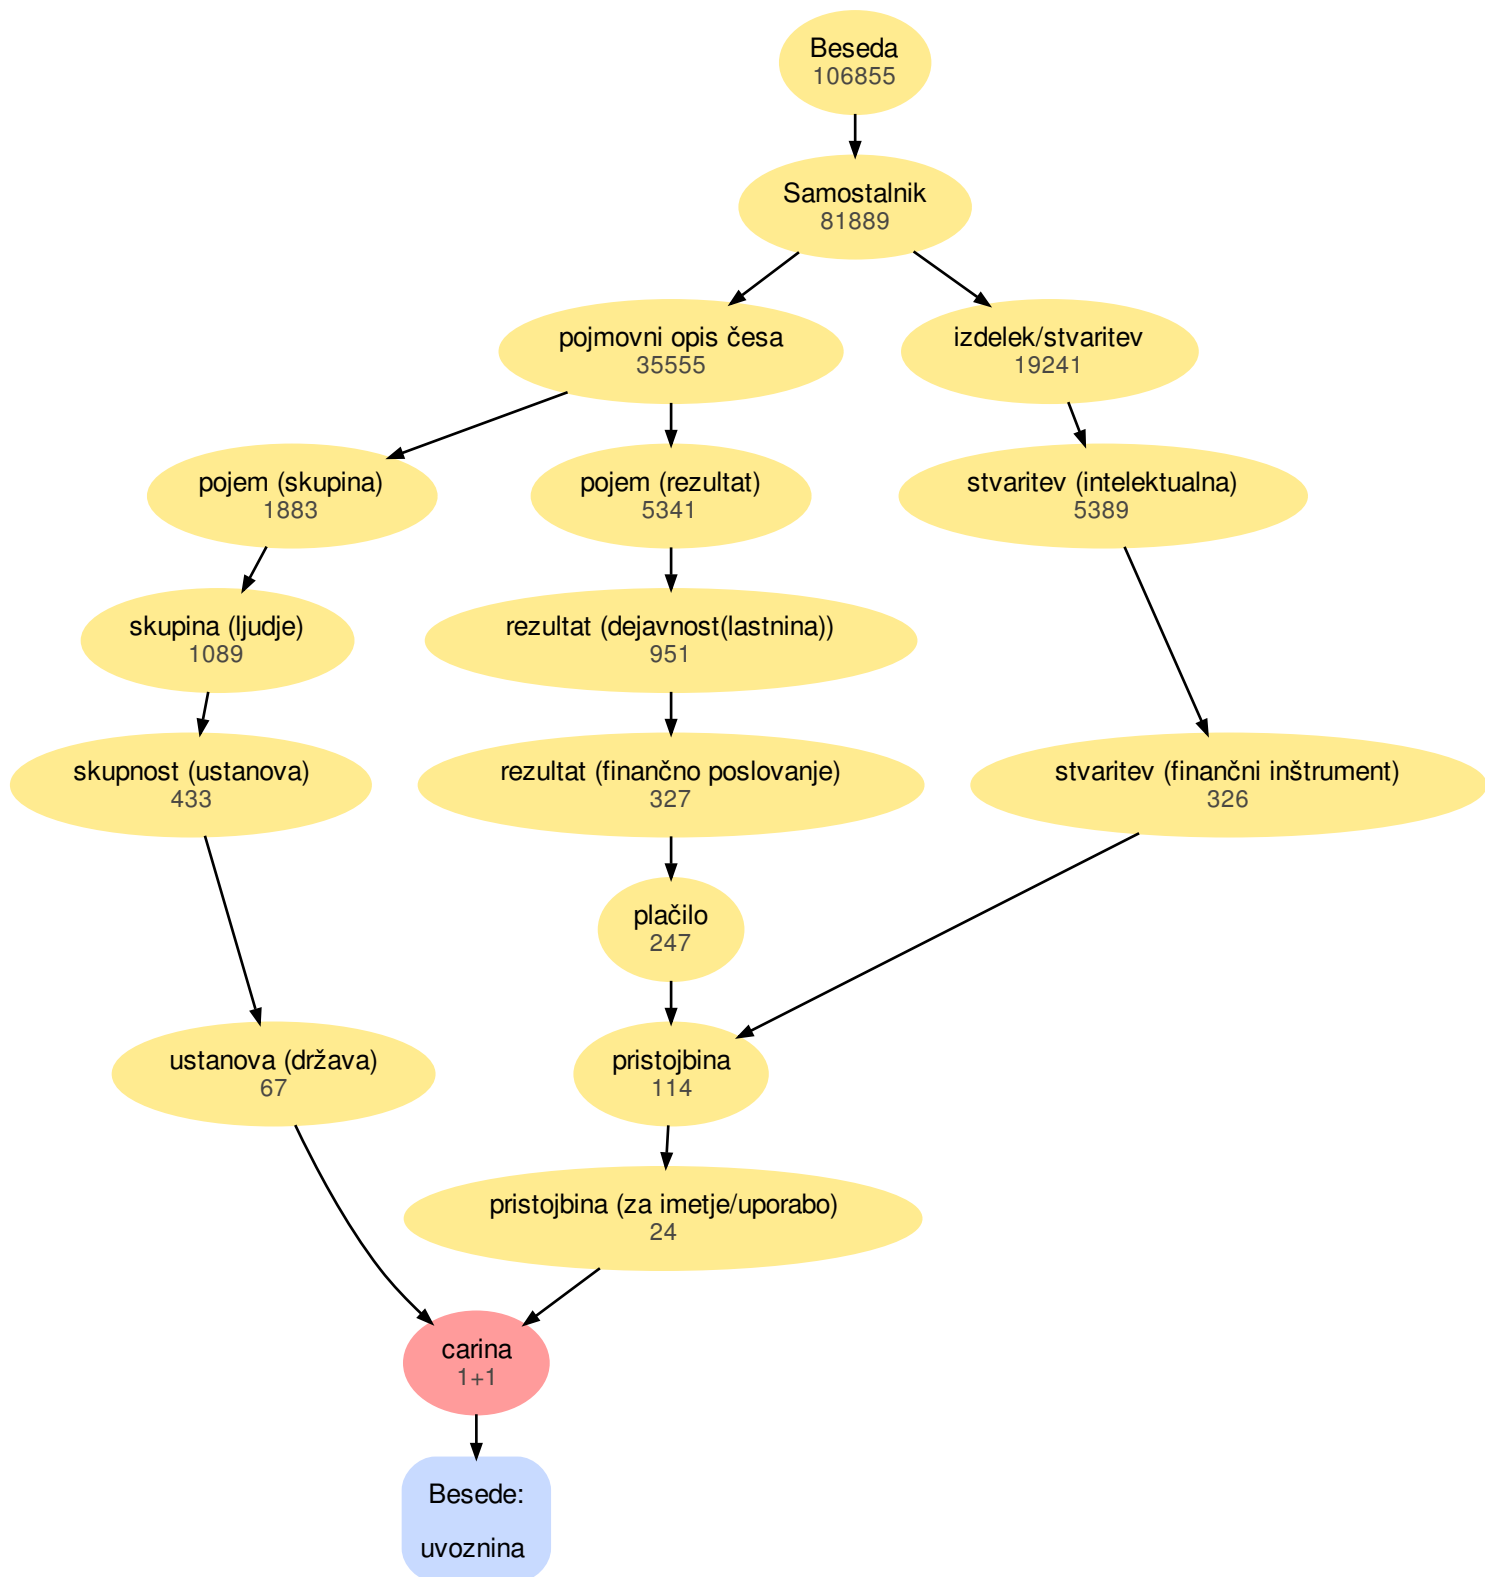 Beseda
106855
Samostalnik
81889
pojmovni opis česa
35555
izdelek/stvaritev
19241
pojem (skupina)
1883
pojem (rezultat)
5341
stvaritev (intelektualna)
5389
skupina (ljudje)
1089
rezultat (dejavnost(lastnina))
951
skupnost (ustanova)
433
rezultat (finančno poslovanje)
327
stvaritev (finančni inštrument)
326
plačilo
247
ustanova (država)
67
pristojbina
114
pristojbina (za imetje/uporabo)
24
carina
1+1
Besede:
uvoznina